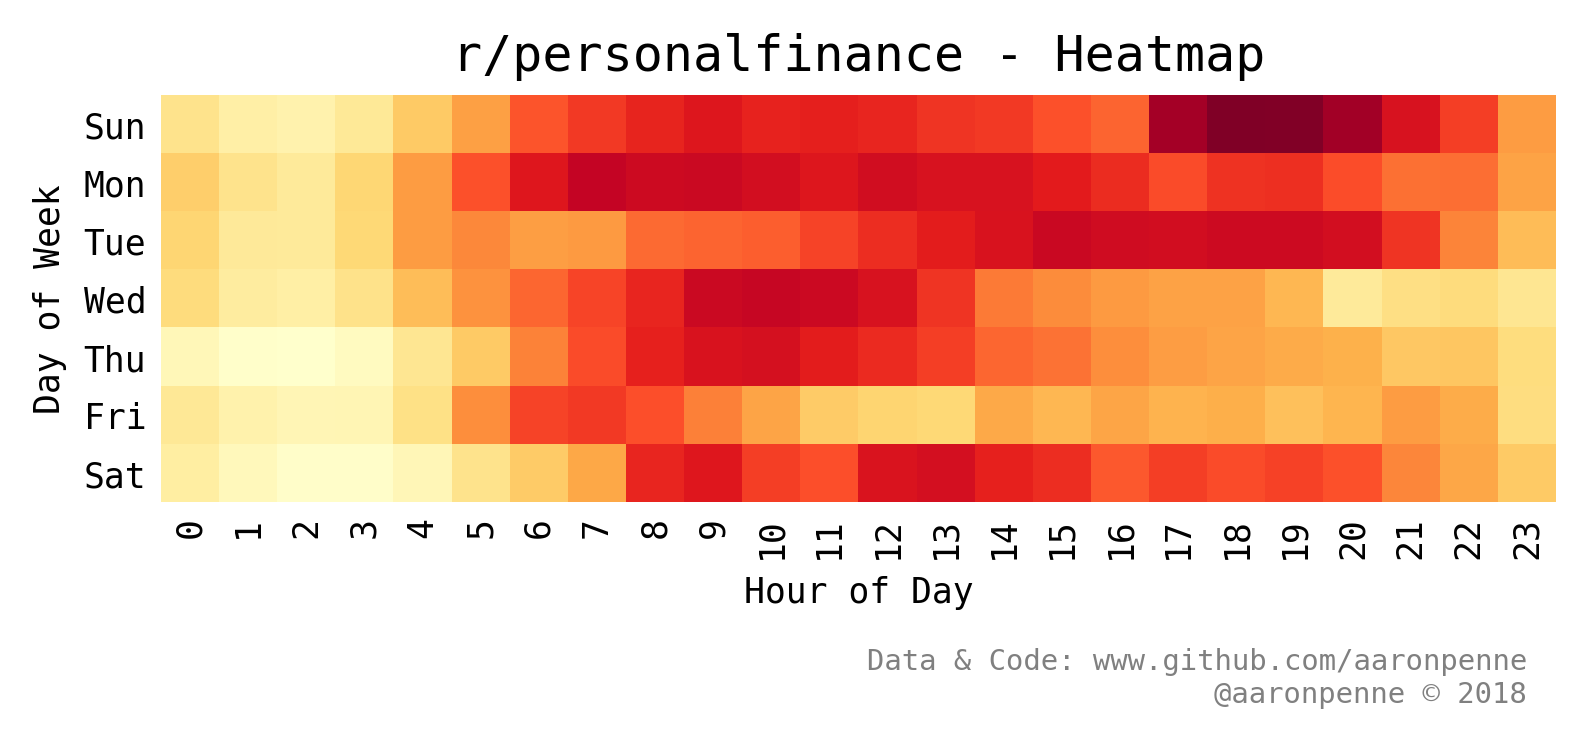 r/personalfinance - Heatmap
Day of Week
Sun
Mon
Tue
Wed
Thu
Fri
Sat
0 1 2 3 4 5 6 7 8 9 10 11 12 13 14 15 16 17 18 19 20 21 22 23
Hour of Day
Data & Code: www.github.com/aaronpenne
@aaronpenne © 2018